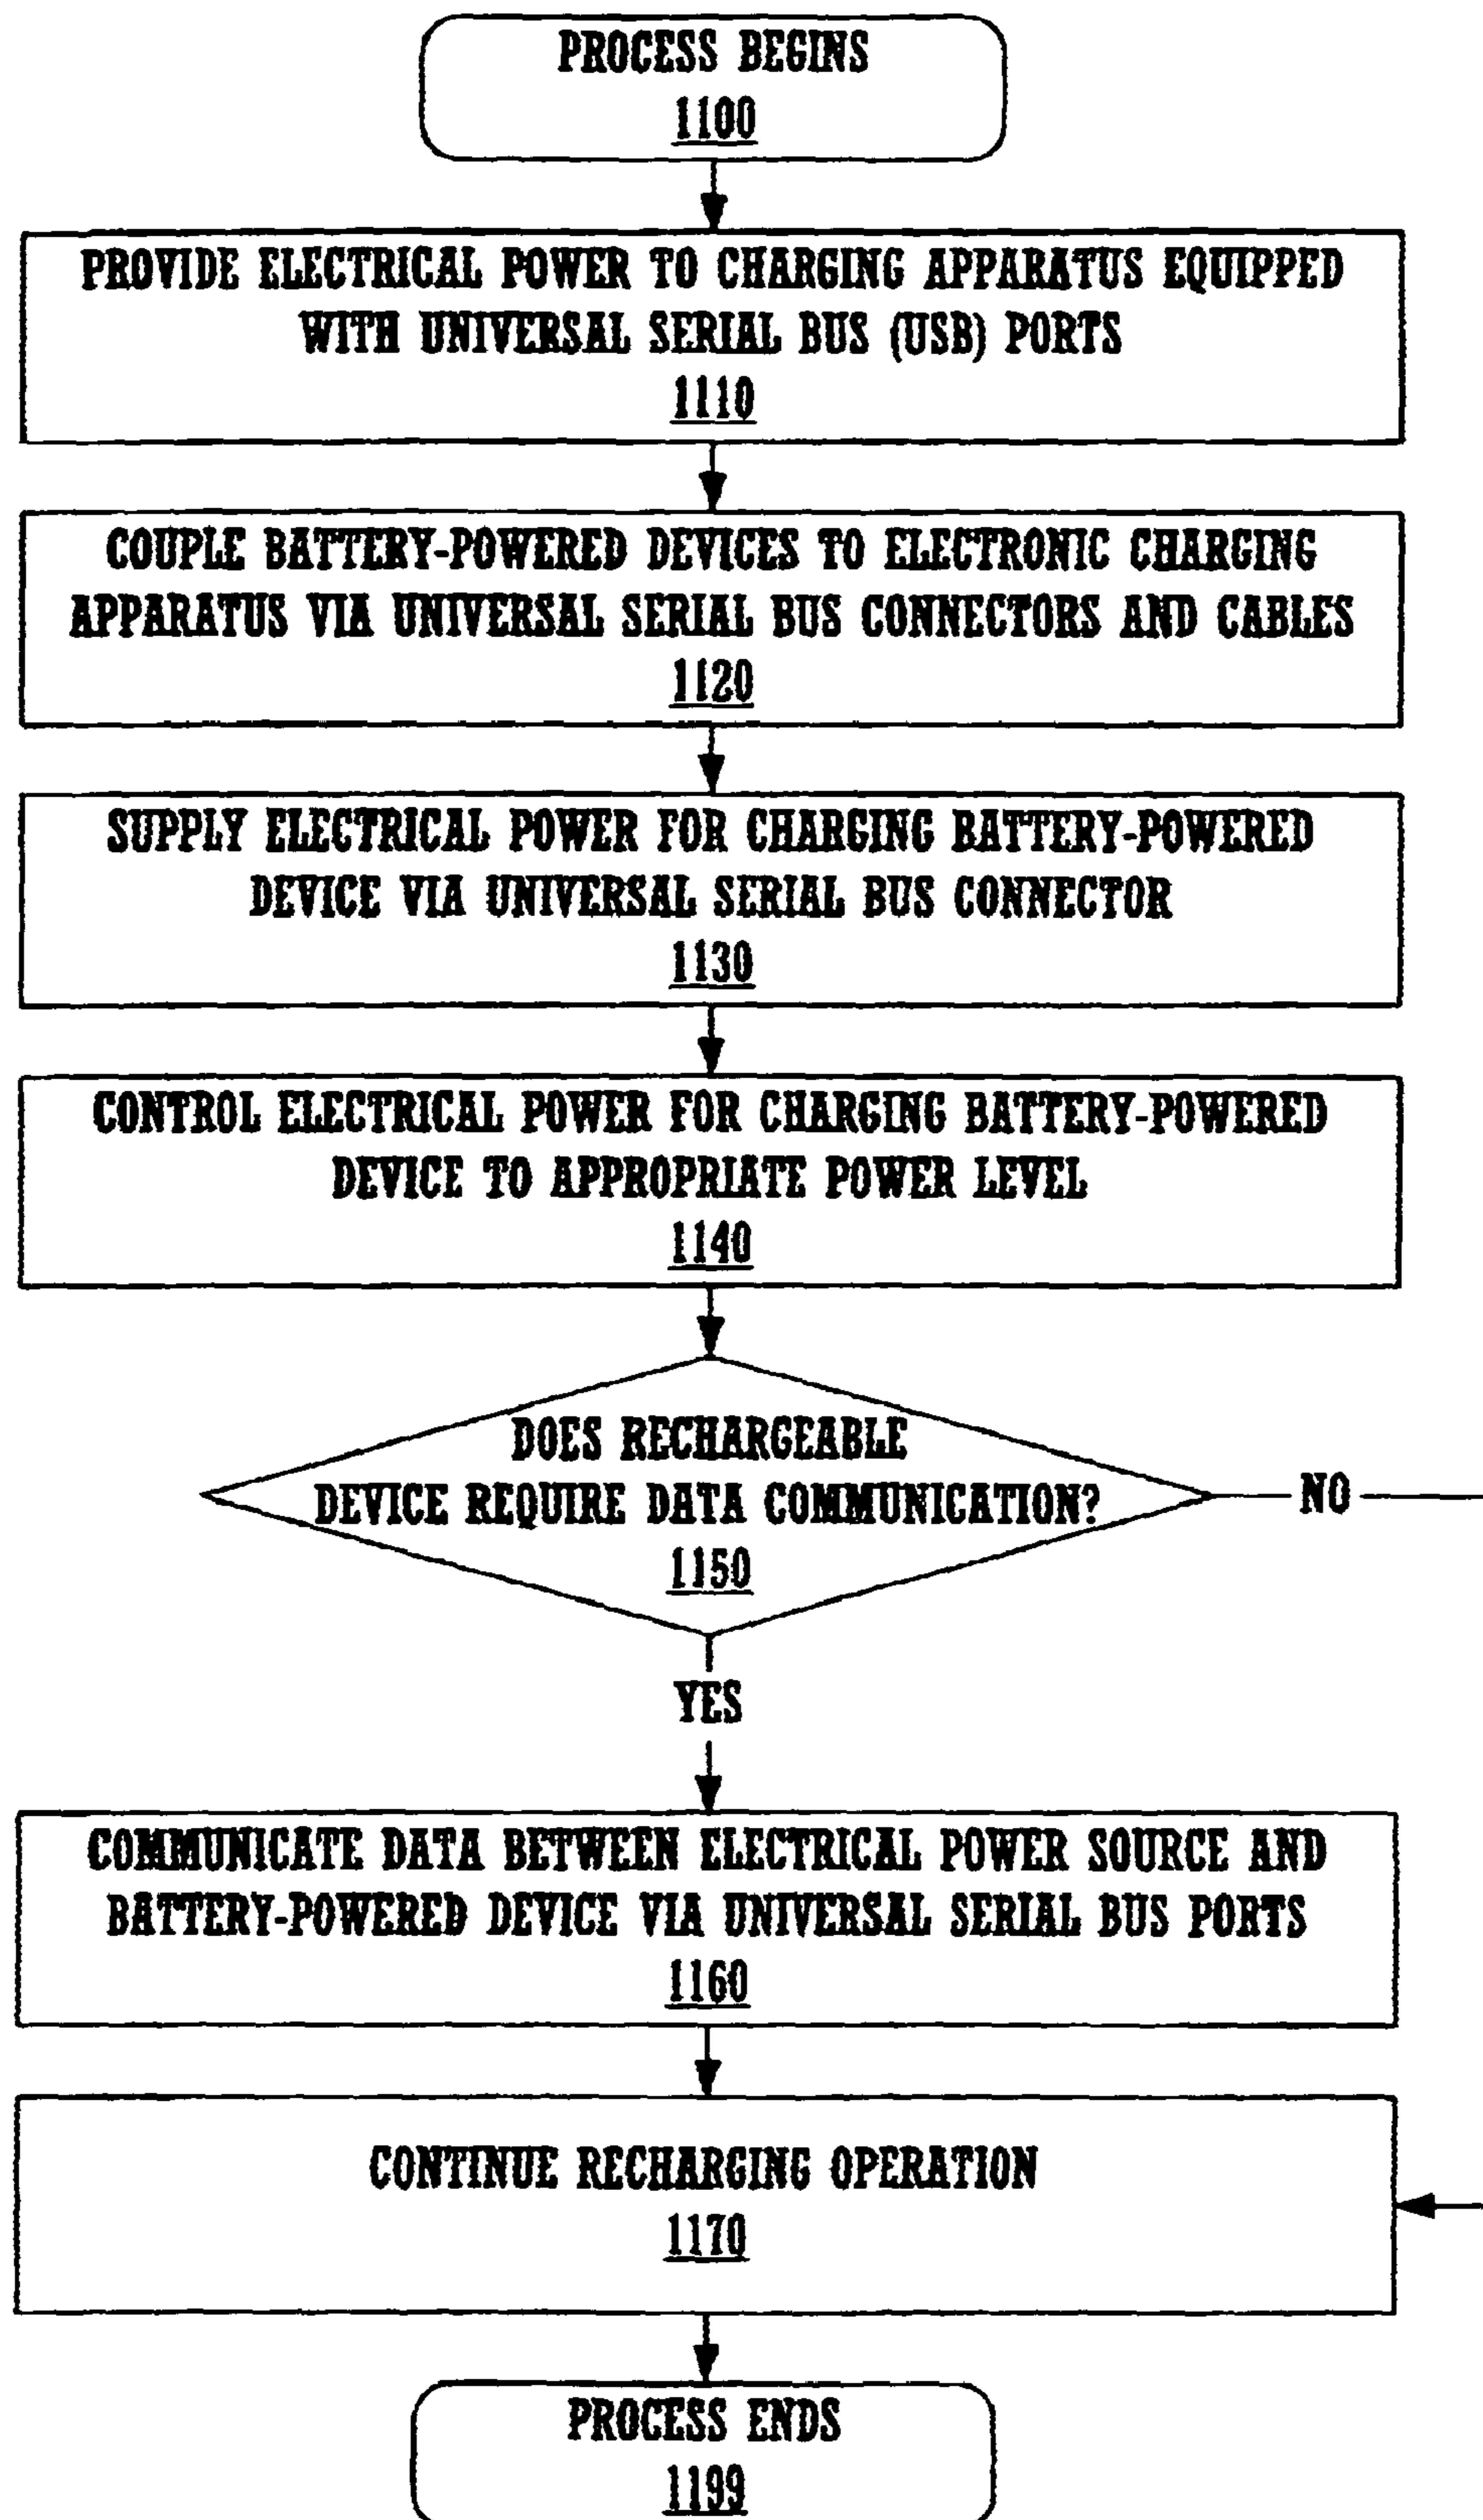 PROCESS BEGINS
1100
PROVIDE ELECTRICAL POWER TO CHARGING APPARATUS EQUIPPED
WITH UNIVERSAL SERIAL BUS (USB) PORTS
1110
COUPLE BATTERY-POWERED DEVICES TO ELECTRONIC CHARGING
APPARATUS VIA UNIVERSAL SERIAL BUS CONNECTORS AND CABLES
1120
SUPPLY ELECTRICAL POWER FOR CHARGING BATTERY-POWERED
DEVICE VIA UNIVERSAL SERIAL BUS CONNECTOR
1130
CONTROL ELECTRICAL POWER FOR CHARGING BATTERY-POWERED
DEVICE TO APPROPRIATE POWER LEVEL
1140
DOES RECHARGEABLE
DEVICE REQUIRE DATA COMMUNICATION?
NO
1150
YES
COMMUNICATE DATA BETWEEN ELECTRICAL POWER SOURCE AND
BATTERY-POWERED DEVICE VIA UNIVERSAL SERIAL BUS PORTS
1160
CONTINUE RECHARGING OPERATION
1170
PROCESS ENDS
1199